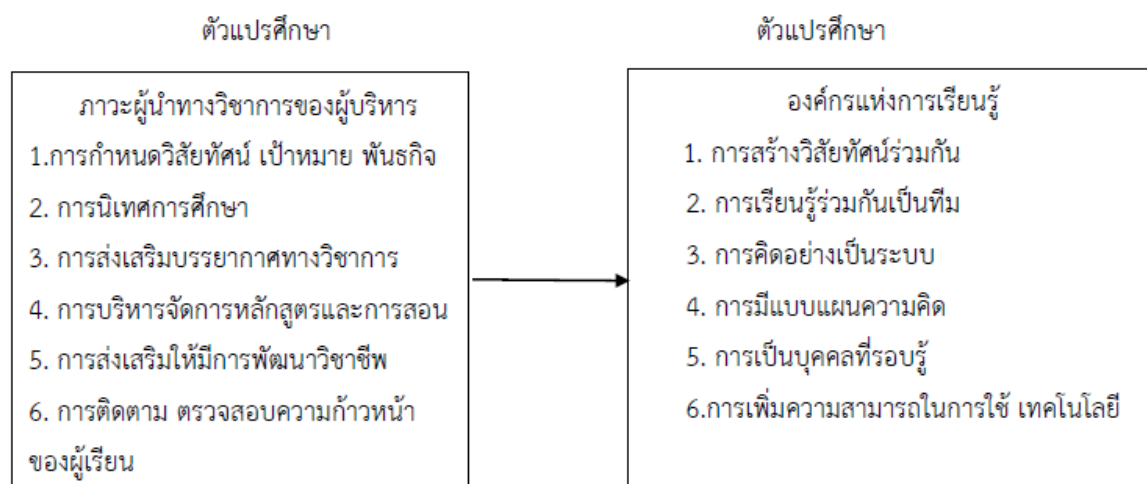 ตัวแปรศึกษา
ภาวะผู้นำทางวิชาการของผู้บริหาร
1.การกำหนดวิสัยทัศน์ เป้าหมาย พันธกิจ
2. การนิเทศการศึกษา
3. การส่งเสริมบรรยากาศทางวิชาการ
4. การบริหารจัดการหลักสูตรและการสอน
5. การส่งเสริมให้มีการพัฒนาวิชาชีพ
6. การติดตาม ตรวจสอบความก้าวหน้า
ของผู้เรียน
ตัวแปรศึกษา
องค์กรแห่งการเรียนรู้
1. การสร้างวิสัยทัศน์ร่วมกัน
2. การเรียนรู้ร่วมกันเป็นทีม
3. การคิดอย่างเป็นระบบ
4. การมีแบบแผนความคิด
5. การเป็นบุคคลที่รอบรู้
6.การเพิ่มความสามารถในการใช้ เทคโนโลยี